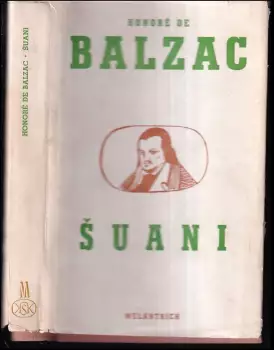 HONORÉ DE BALZAC · ŠUANI
HONORÉ DE
BALZAC
ŠUANI
MELANTRICH